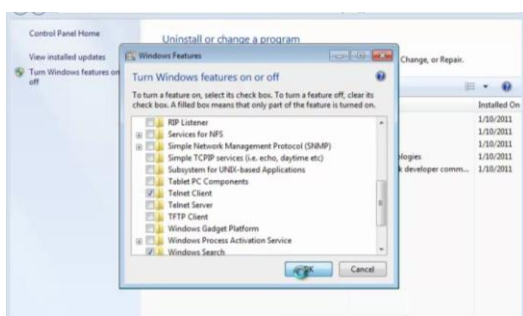 Control Panel Home
View installed updates
Turn Windows features on
off
Uninstall or change a program
Change, or Repair.
Installed On
1/10/2011
1/10/2011
1/10/2011
ologies 1/10/2011
k developer comm... 1/10/2011
Windows Features
Turn Windows features on or off
To turn a feature on, select its check box. To turn a feature off, clear its
check box. A filled box means that only part of the feature is turned on.
RIP Listener
Services for NFS
Simple Network Management Protocol (SNMP)
Simple TCPIP services (i.e. echo, daytime etc)
Subsystem for UNIX-based Applications
Tablet PC Components
Telnet Client
Telnet Server
TFTP Client
Windows Gadget Platform
Windows Process Activation Service
Windows Search
OK
Cancel